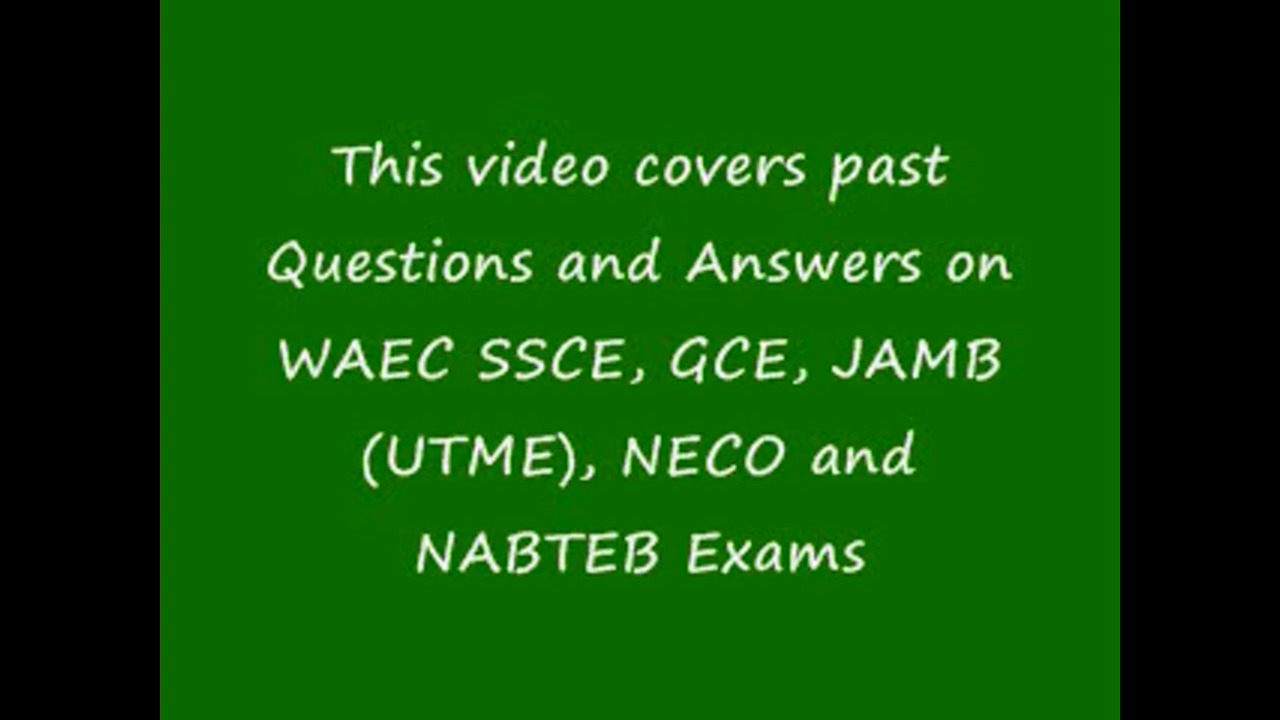 This video covers past
Questions and Answers on
WAEC SSCE, GCE, JAMB
(UTME), NECO and
NABTEB Exams